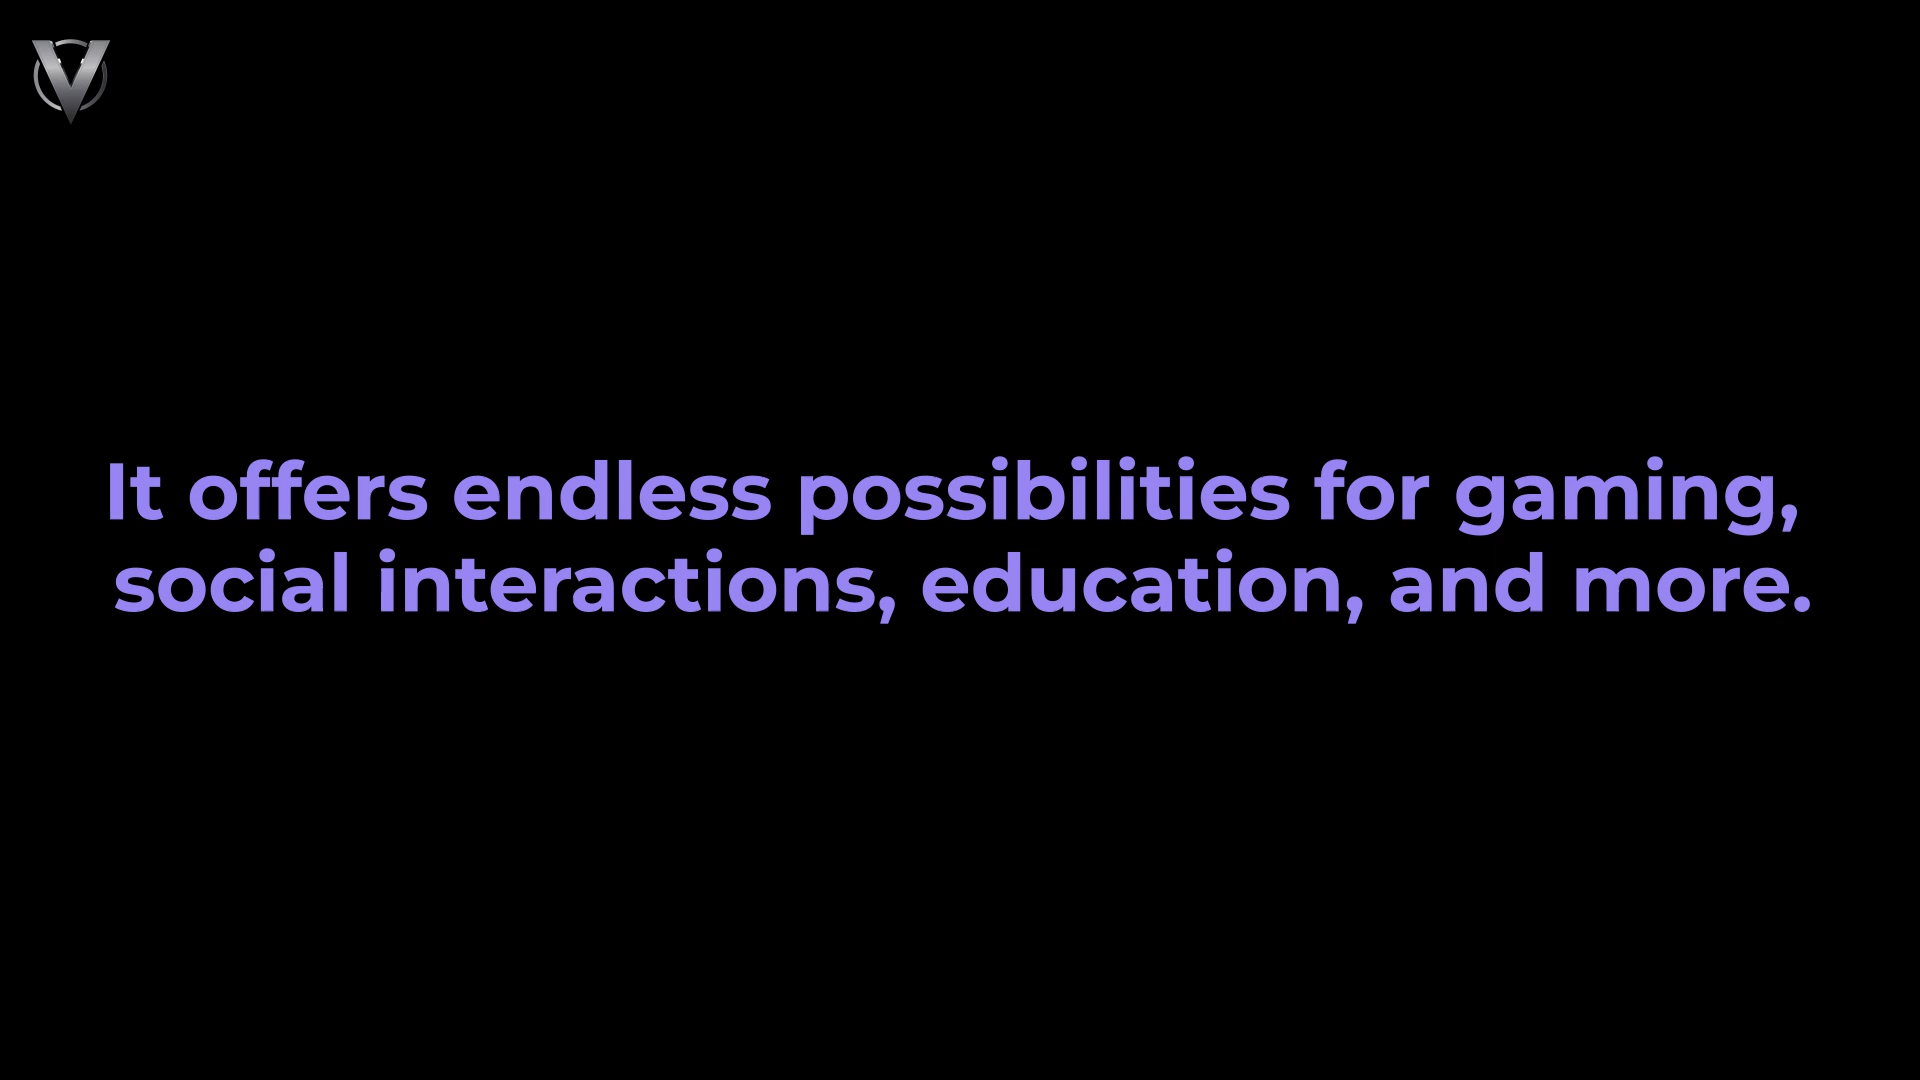 V
It offers endless possibilities for gaming,
social interactions, education, and more.